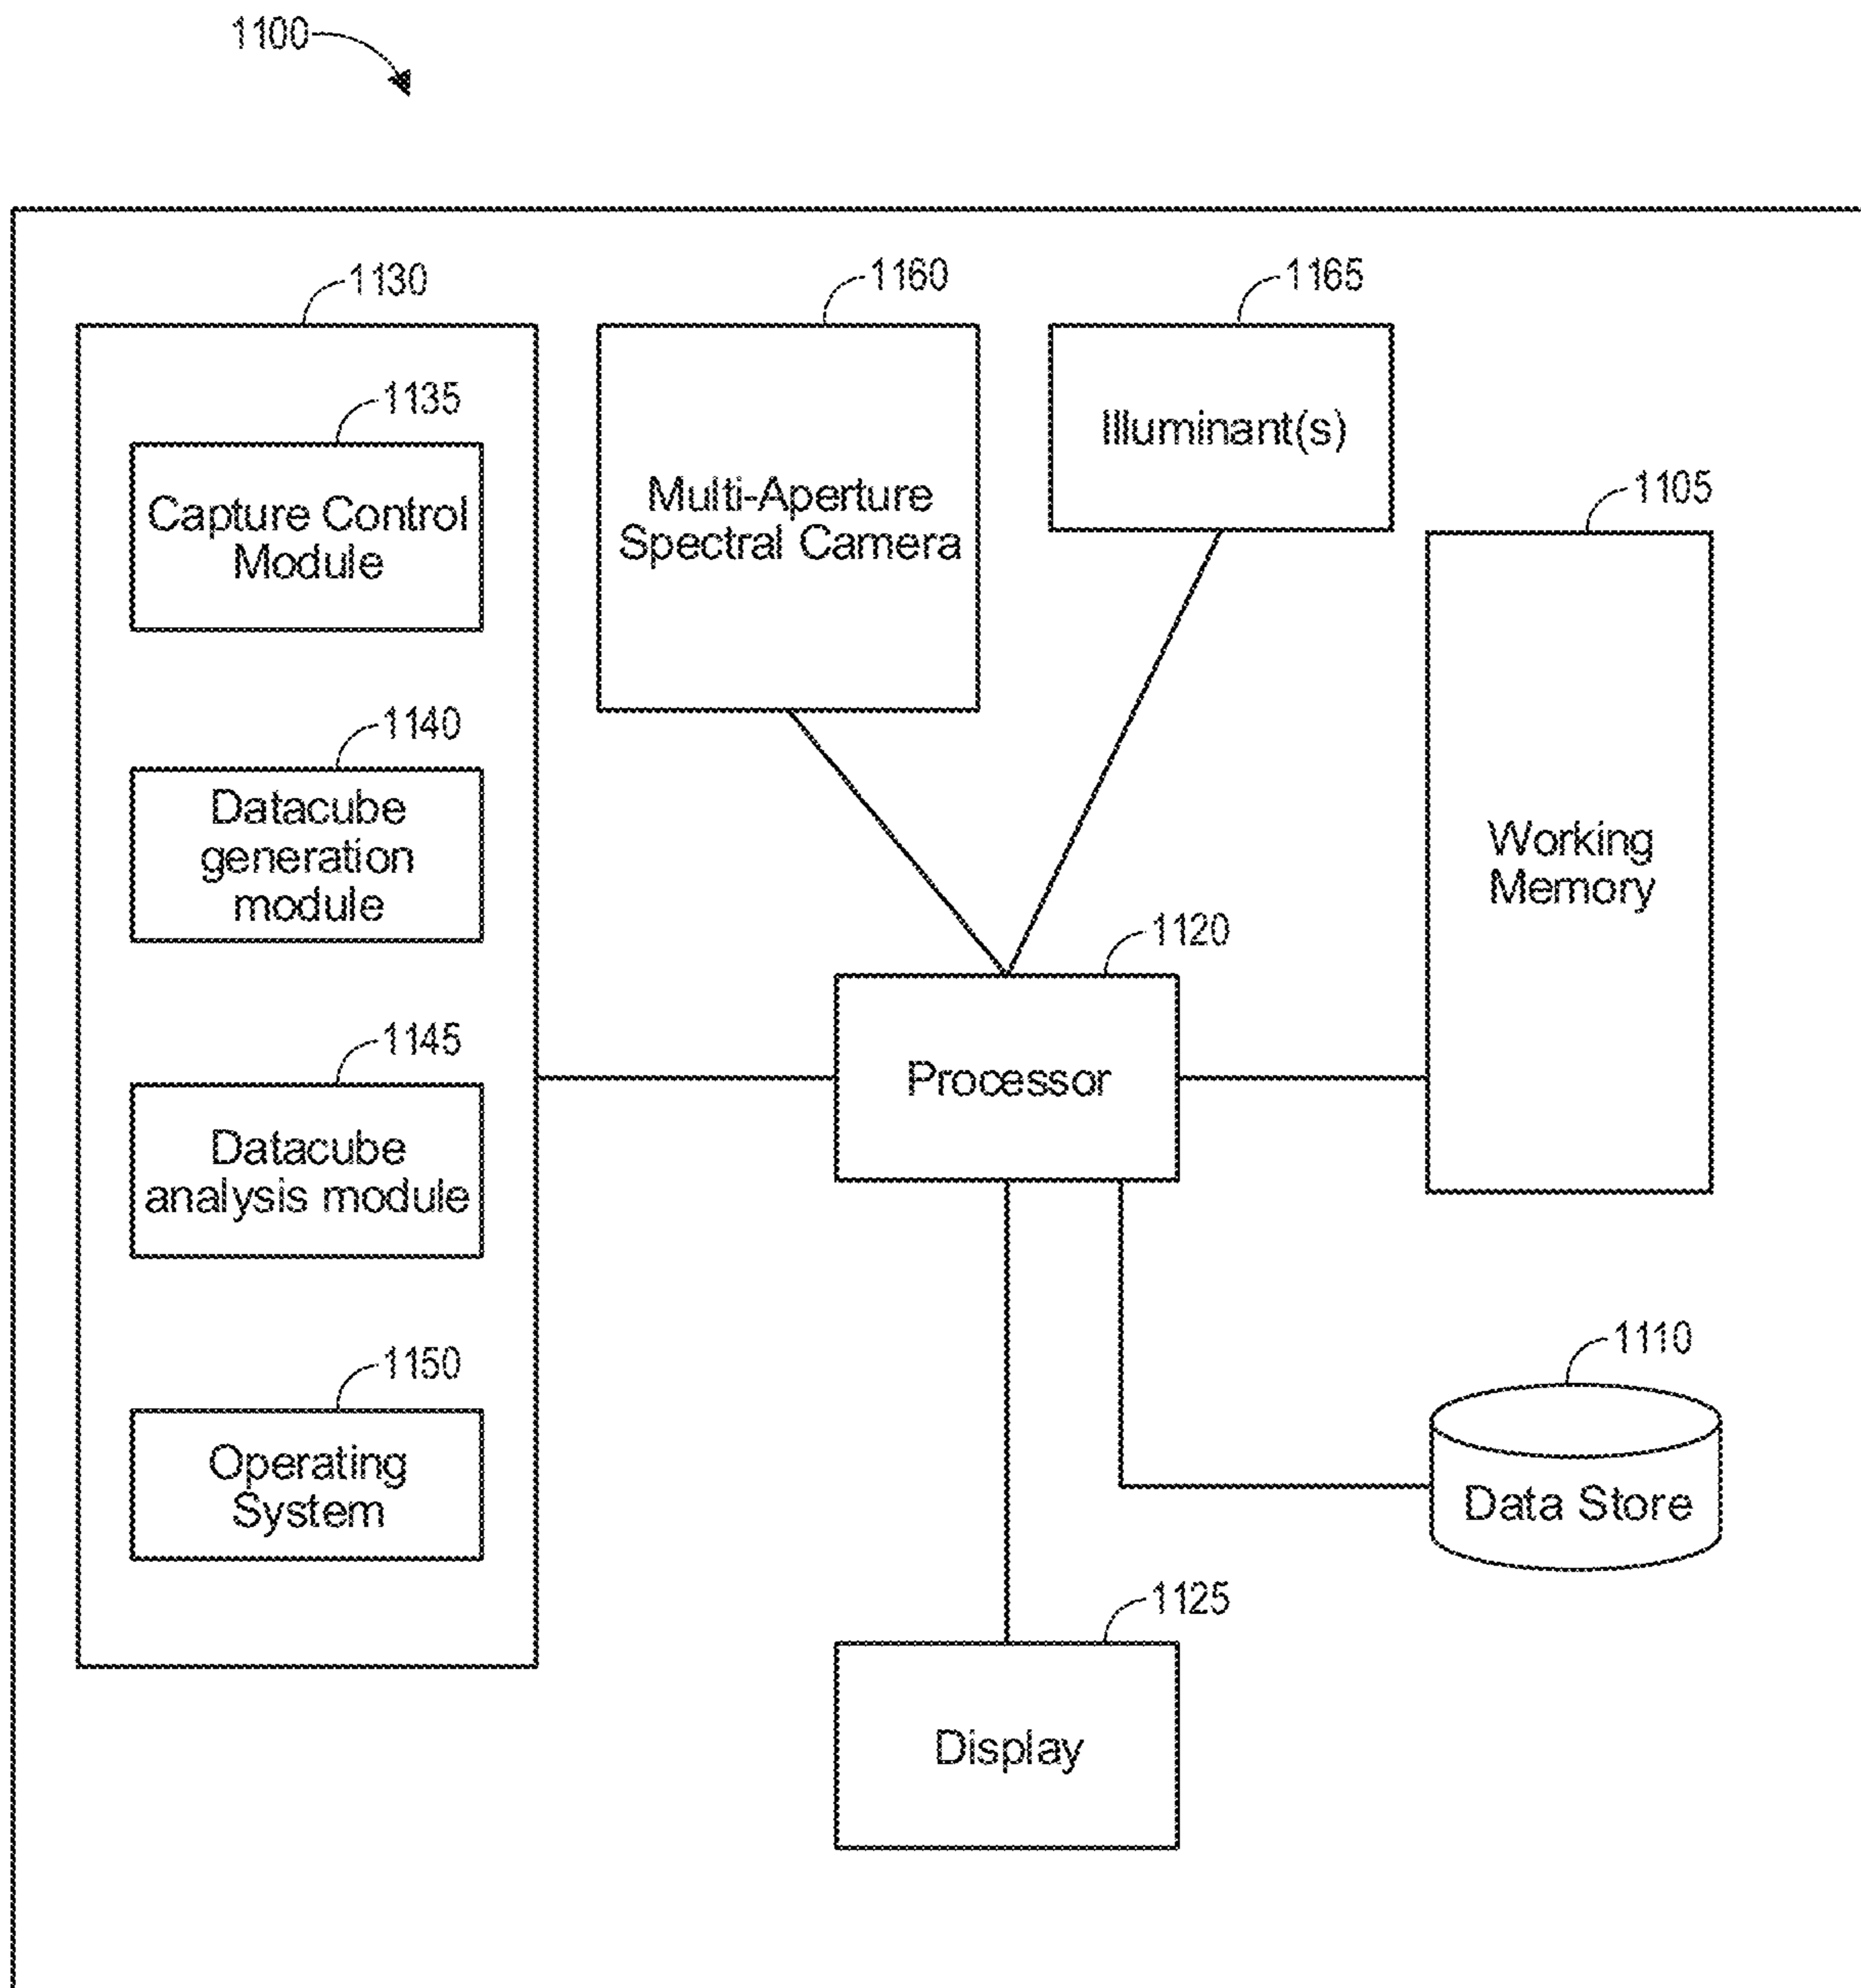 1100
1130
1160
1165
1135
Capture Control
Module
Multi-Aperture
Spectral Camera
Illuminant(s)
1105
1140
Datacube
generation
module
Working
Memory
1120
Processor
1145
Datacube
analysis module
1150
Operating
System
1110
Data Store
1125
Display